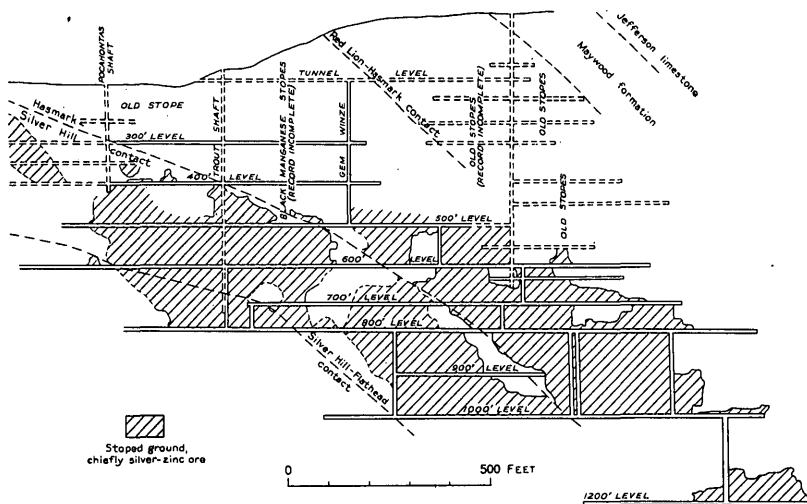 Jefferson limestone
Maywood formation
Red Lion-Hasmark contact
POCAHONTAS
SHAFT
TUNNEL LEVEL
OLD STOPE
Hasmark
Silver Hill
contact
300' LEVEL
400' LEVEL
TROUT SHAFT
BLACK MANGANESE STOPES
(RECORD INCOMPLETE)
GEM WINZE
OLD STOPES
(RECORD INCOMPLETE)
OLD STOPES
OLD STOPES
500' LEVEL
600' LEVEL
700' LEVEL
800' LEVEL
Silver Hill-Flathead
contact
900' LEVEL
1000' LEVEL
Stoped ground,
chiefly silver-zinc ore
0 500 FEET
1200' LEVEL